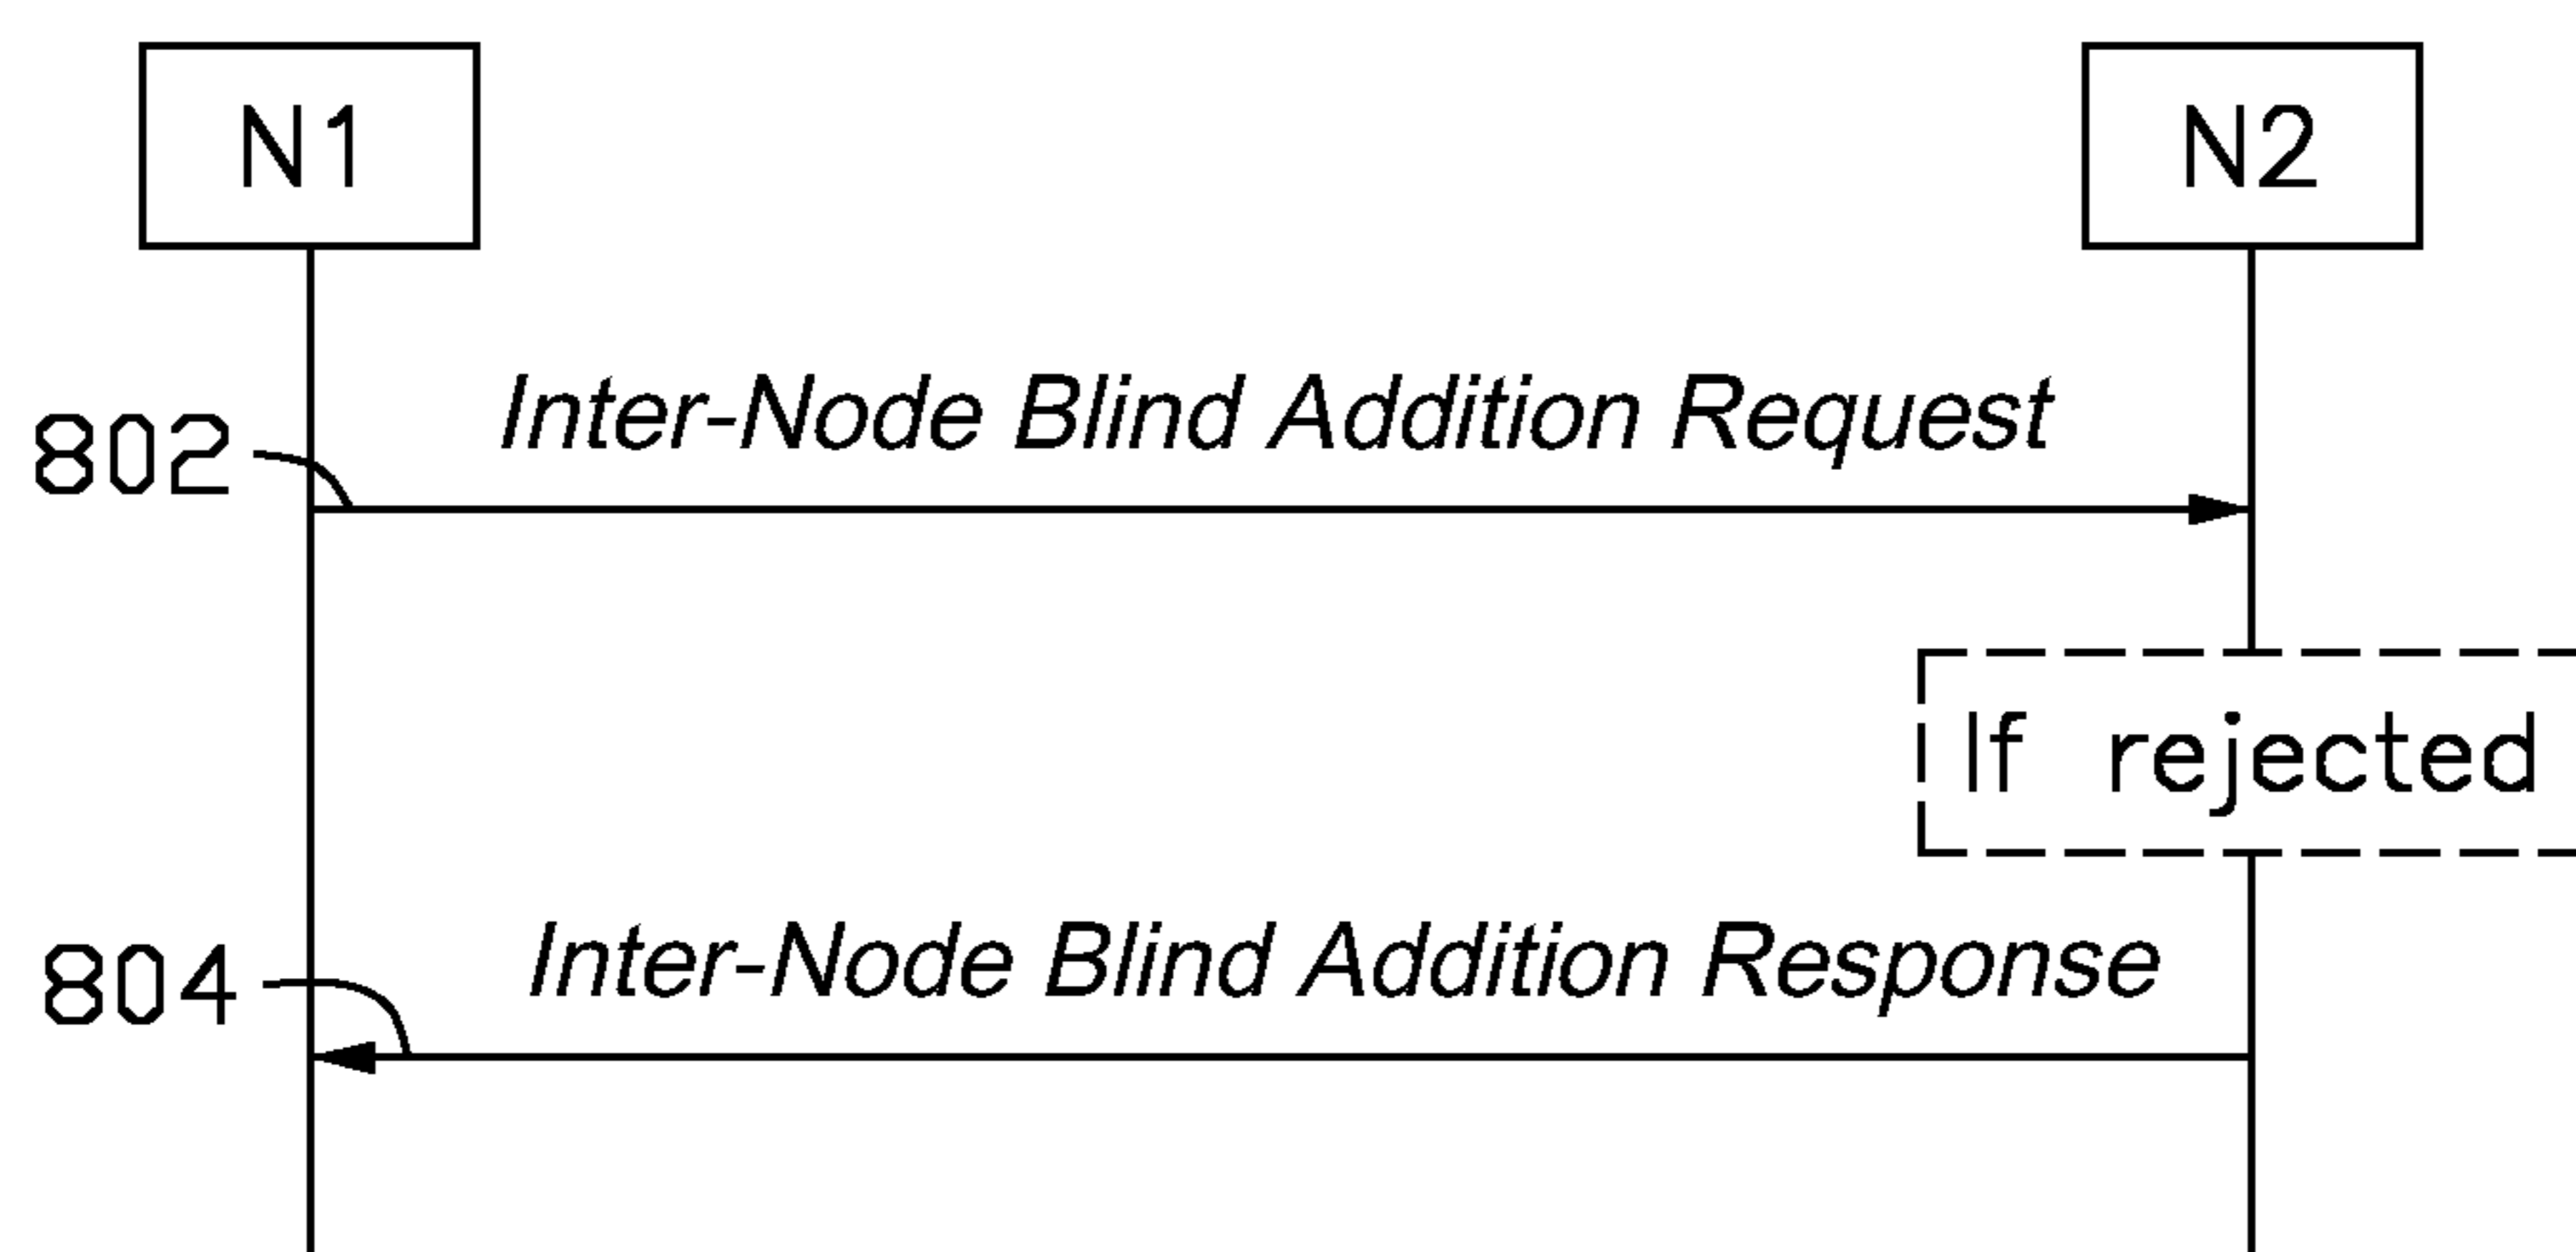 N1
N2
Inter-Node Blind Addition Request
802
If rejected
Inter-Node Blind Addition Response
804